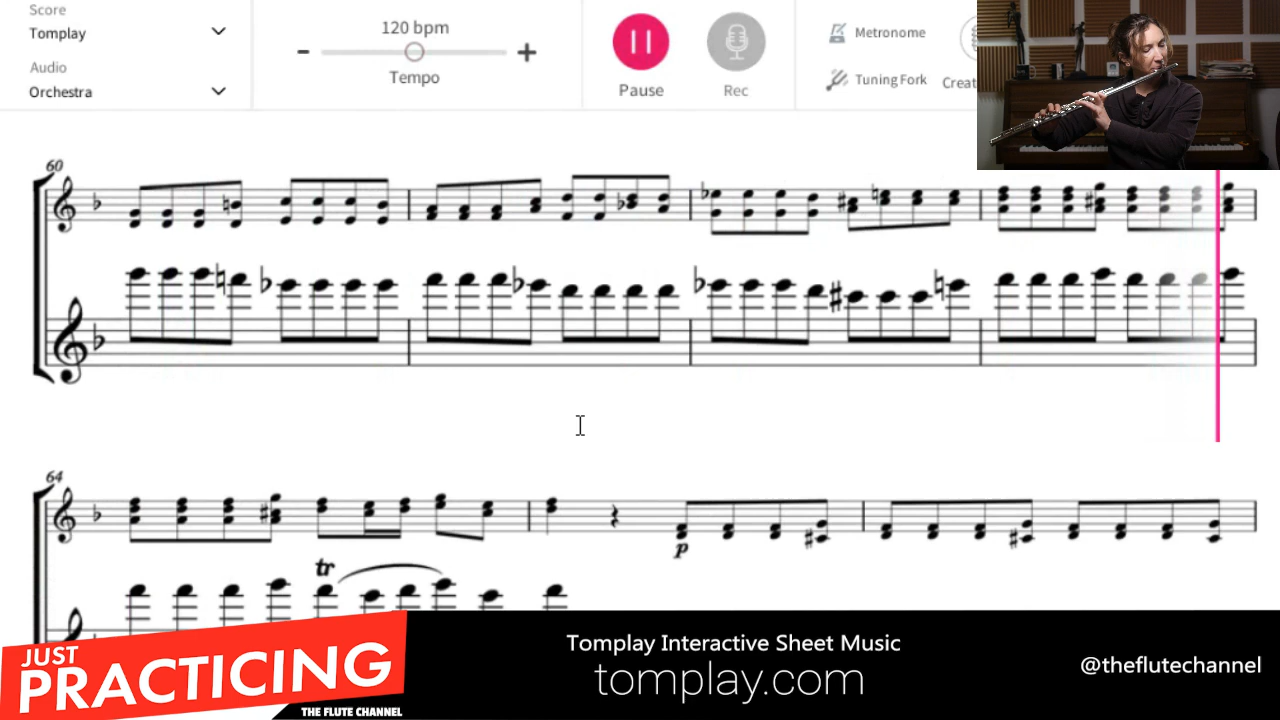 Score
Tomplay
Audio
Orchestra
120 bpm
- +
Tempo
Pause
Rec
Metronome
Tuning Fork
Creat
60
64
tr
p
JUST
PRACTICING
THE FLUTE CHANNEL
Tomplay Interactive Sheet Music
tomplay.com
@theflutechannel